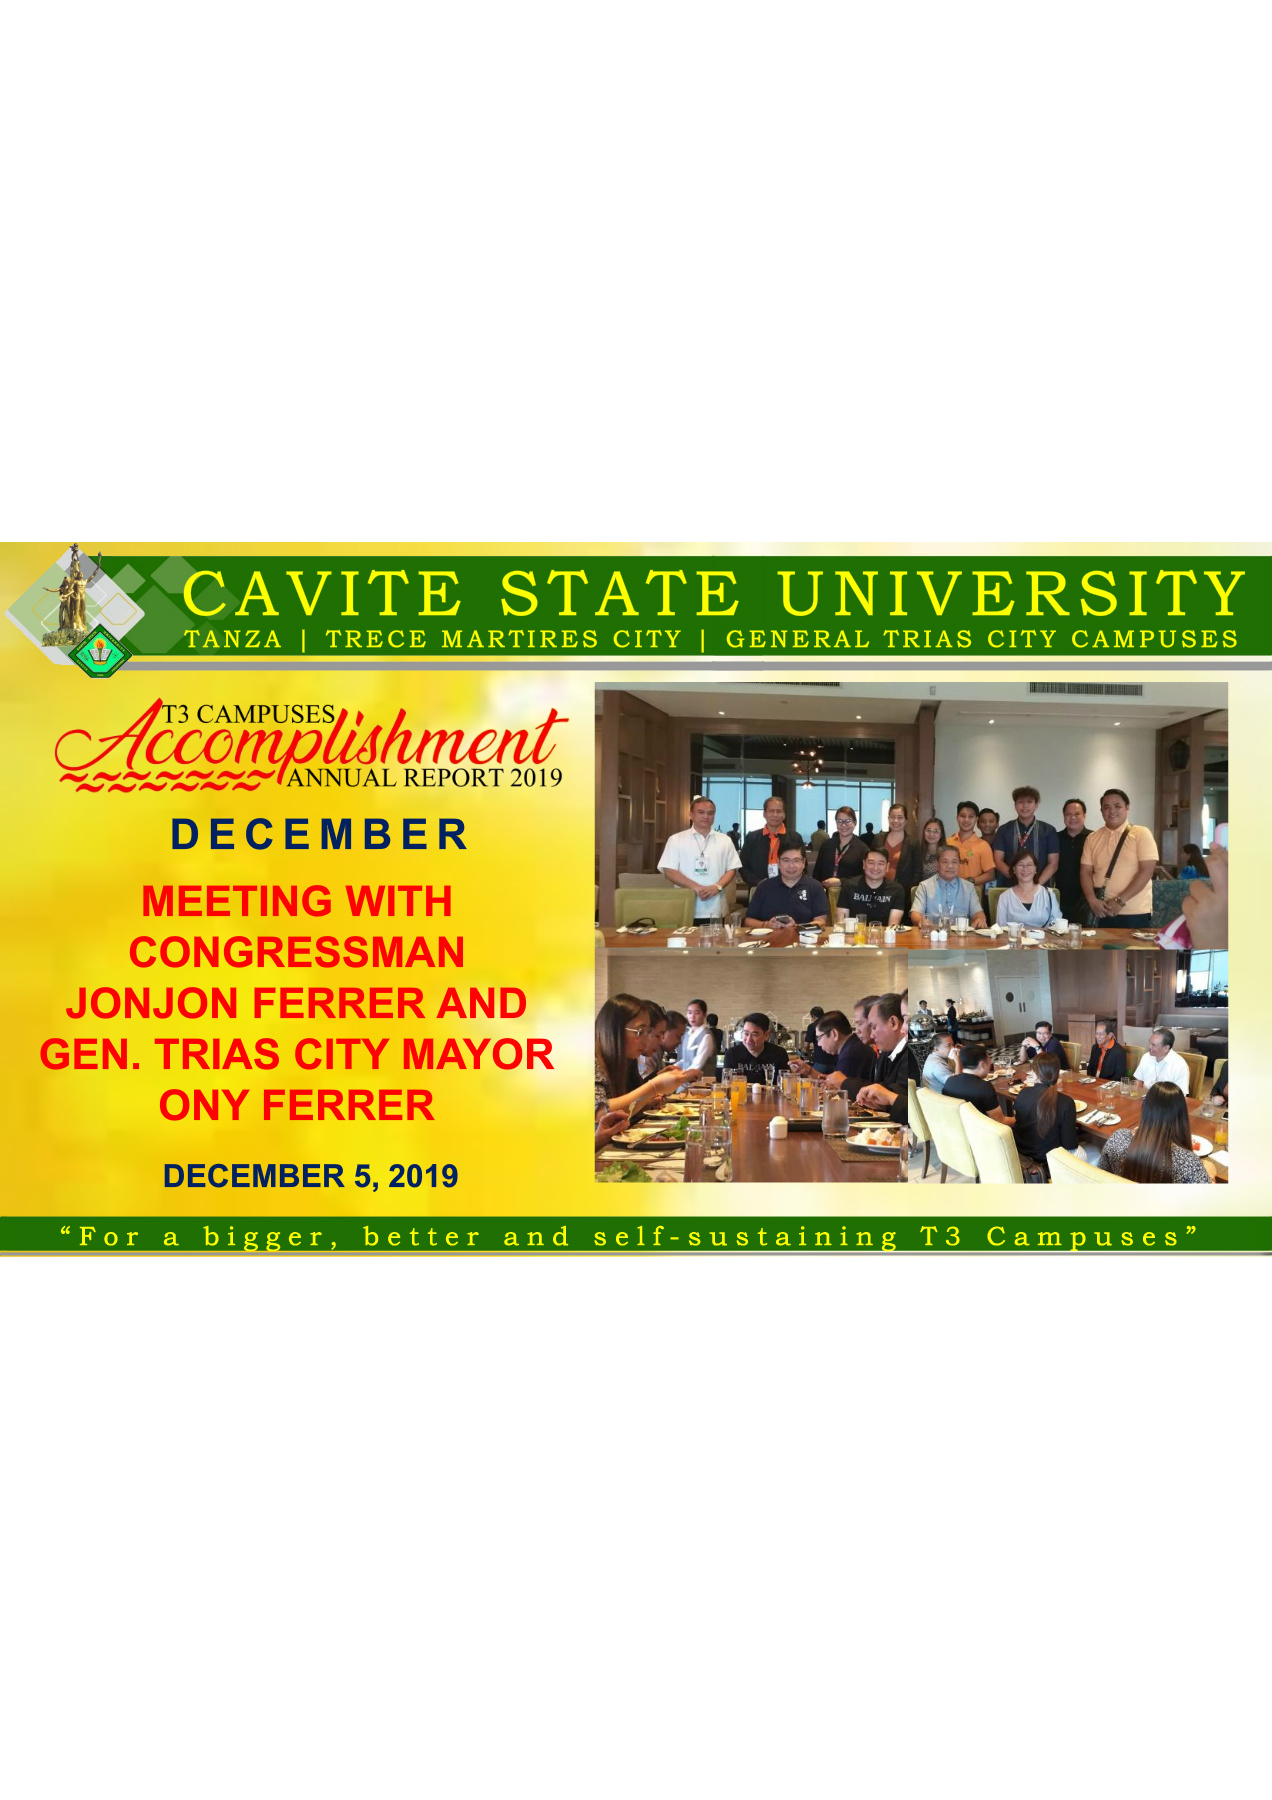 CAVITE STATE UNIVERSITY
TANZA | TRECE MARTIRES CITY | GENERAL TRIAS CITY CAMPUSES
T3 CAMPUSES
Accomplishment
ANNUAL REPORT 2019
DECEMBER
MEETING WITH
CONGRESSMAN
JONJON FERRER AND
GEN. TRIAS CITY MAYOR
ONY FERRER
DECEMBER 5, 2019
BALMAIN
BALMAIN
“For a bigger, better and self-sustaining T3 Campuses”